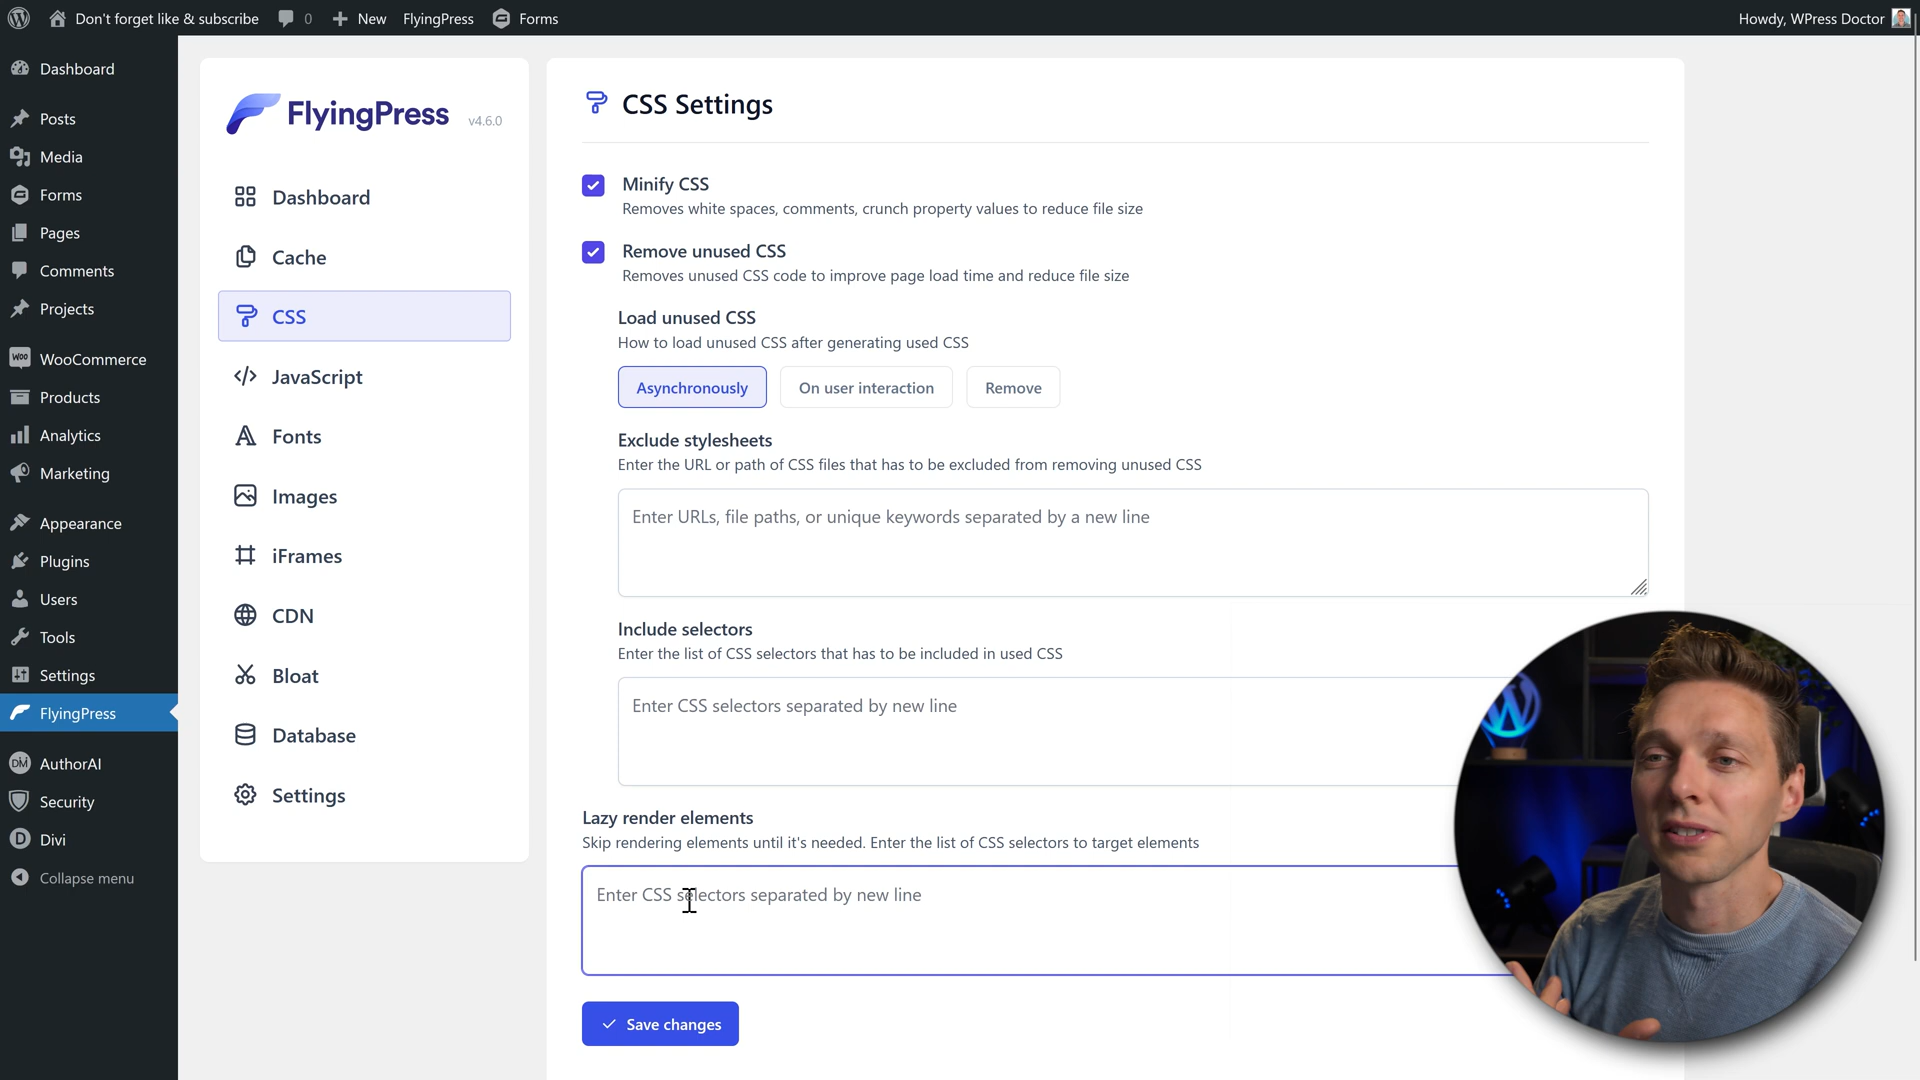 Don't forget like & subscribe
0
New
FlyingPress
Forms
Howdy, WPress Doctor
Dashboard
Posts
Media
Forms
Pages
Comments
Projects
WooCommerce
Products
Analytics
Marketing
Appearance
Plugins
Users
Tools
Settings
FlyingPress
AuthorAI
Security
Divi
Collapse menu
FlyingPress v4.6.0
Dashboard
Cache
CSS
JavaScript
Fonts
Images
iFrames
CDN
Bloat
Database
Settings
CSS Settings
Minify CSS
Removes white spaces, comments, crunch property values to reduce file size
Remove unused CSS
Removes unused CSS code to improve page load time and reduce file size
Load unused CSS
How to load unused CSS after generating used CSS
Asynchronously
On user interaction
Remove
Exclude stylesheets
Enter the URL or path of CSS files that has to be excluded from removing unused CSS
Enter URLs, file paths, or unique keywords separated by a new line
Include selectors
Enter the list of CSS selectors that has to be included in used CSS
Enter CSS selectors separated by new line
Lazy render elements
Skip rendering elements until it's needed. Enter the list of CSS selectors to target elements
Enter CSS selectors separated by new line
Save changes